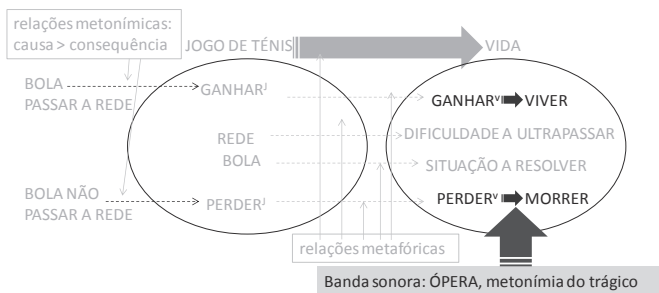 relações metonímicas:
causa > consequência
JOGO DE TÉNIS
VIDA
BOLA
PASSAR A REDE
GANHARᴶ
GANHARⱽ VIVER
REDE
DIFICULDADE A ULTRAPASSAR
BOLA
SITUAÇÃO A RESOLVER
BOLA NÃO
PASSAR A REDE
PERDERᴶ
PERDERⱽ MORRER
relações metafóricas
Banda sonora: ÓPERA, metonímia do trágico